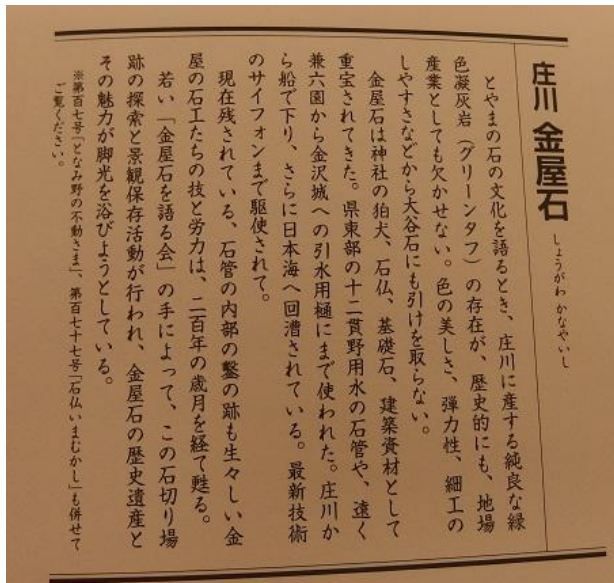 庄川 金屋石
しょうがわ かなやいし
とやまの石の文化を語るとき、庄川に産する純良な緑
色凝灰岩（グリーンタフ）の存在が、歴史的にも、地場
産業としても欠かせない。色の美しさ、弾力性、細工の
しやすさなどから大谷石にも引けを取らない。
金屋石は神社の狛犬、石仏、基礎石、建築資材として
重宝されてきた。県東部の十二貫野用水の石管や、遠く
兼六園から金沢城への引水用樋にまで使われた。庄川か
ら船で下り、さらに日本海へ回漕されている。最新技術
のサイフォンまで駆使されて。
現在残されている、石管の内部の鑿の跡も生々しい金
屋の石工たちの技と労力は、二百年の歳月を経て甦る。
若い「金屋石を語る会」の手によって、この石切り場
跡の探索と景観保存活動が行われ、金屋石の歴史遺産と
その魅力が脚光を浴びようとしている。
※第百七号「となみ野の不動さま」、第百七十七号「石仏いまむかし」も併せて
ご覧ください。